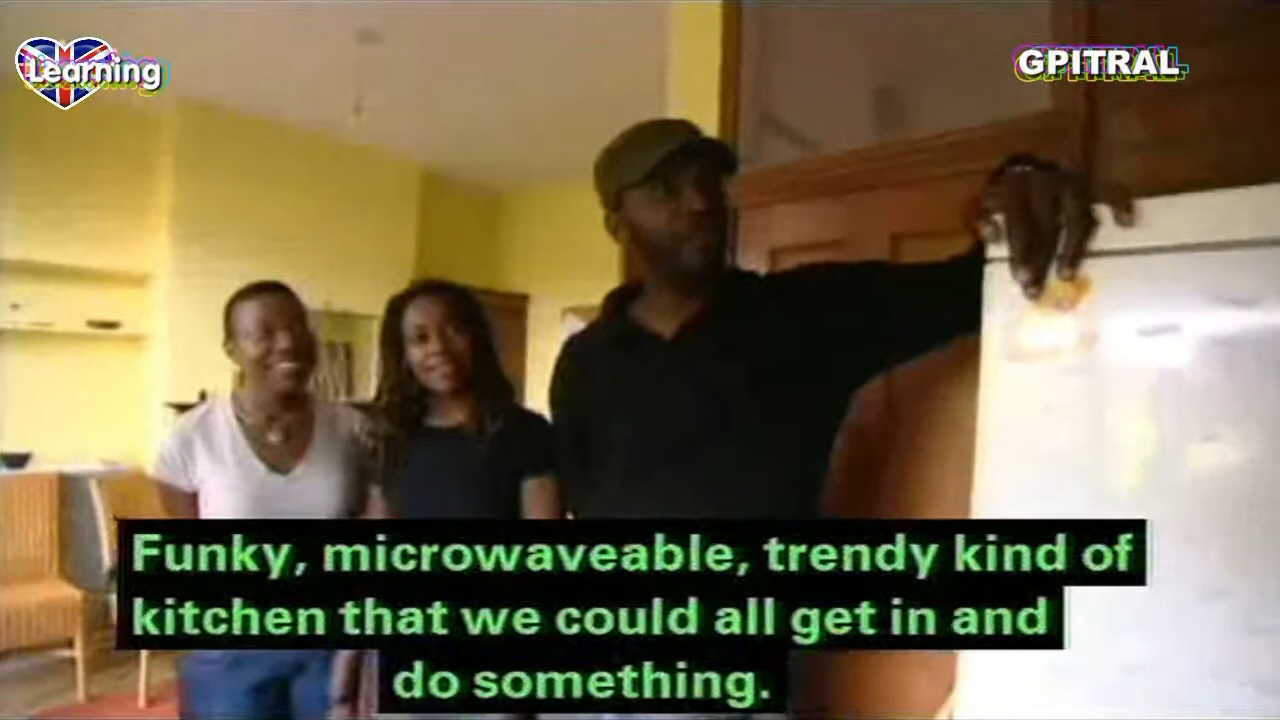 Learning
GPITRAL
Funky, microwaveable, trendy kind of
kitchen that we could all get in and
do something.